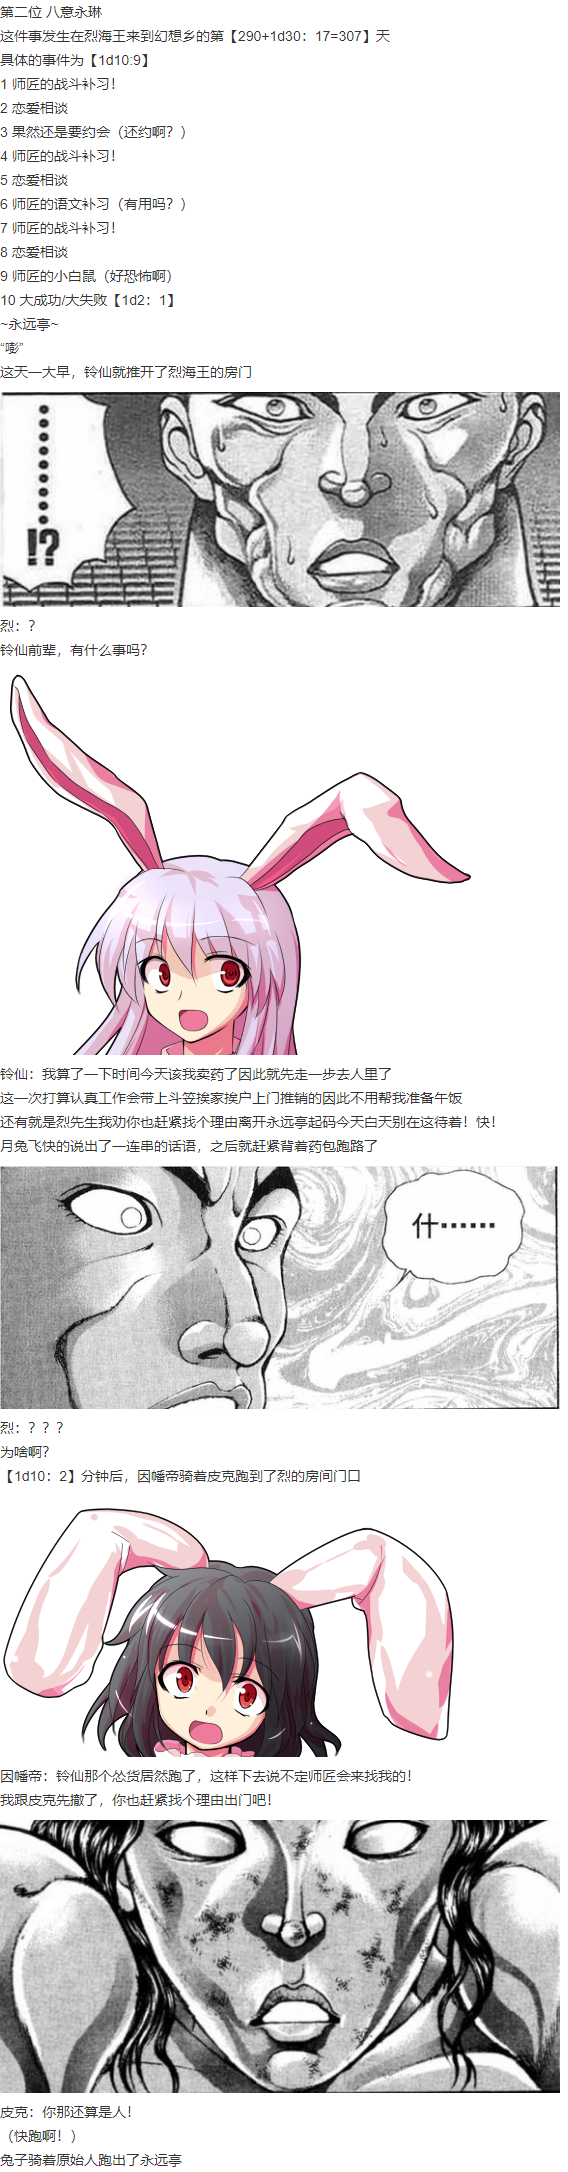 第二位 八意永琳
这件事发生在烈海王来到幻想乡的第【290+1d30：17=307】天
具体的事件为【1d10:9】
1 师匠的战斗补习！
2 恋爱相谈
3 果然还是要约会（还约啊？）
4 师匠的战斗补习！
5 恋爱相谈
6 师匠的语文补习（有用吗？）
7 师匠的战斗补习！
8 恋爱相谈
9 师匠的小白鼠（好恐怖啊）
10 大成功/大失败【1d2：1】
~永远亭~
“嘭”
这天一大早，铃仙就推开了烈海王的房门
………!?
烈：？
铃仙前辈，有什么事吗？
铃仙：我算了一下时间今天该我卖药了因此就先走一步去人里了
这一次打算认真工作会带上斗笠挨家挨户上门推销的因此不用帮我准备午饭
还有就是烈先生我劝你也赶紧找个理由离开永远亭起码今天白天别在这待着！快！
月兔飞快的说出了一连串的话语，之后就赶紧背着药包跑路了
什……
烈：？？？
为啥啊？
【1d10：2】分钟后，因幡帝骑着皮克跑到了烈的房间门口
因幡帝：铃仙那个怂货居然跑了，这样下去说不定师匠会来找我的！
我跟皮克先撤了，你也赶紧找个理由出门吧！
皮克：你那还算是人！
（快跑啊！）
兔子骑着原始人跑出了永远亭